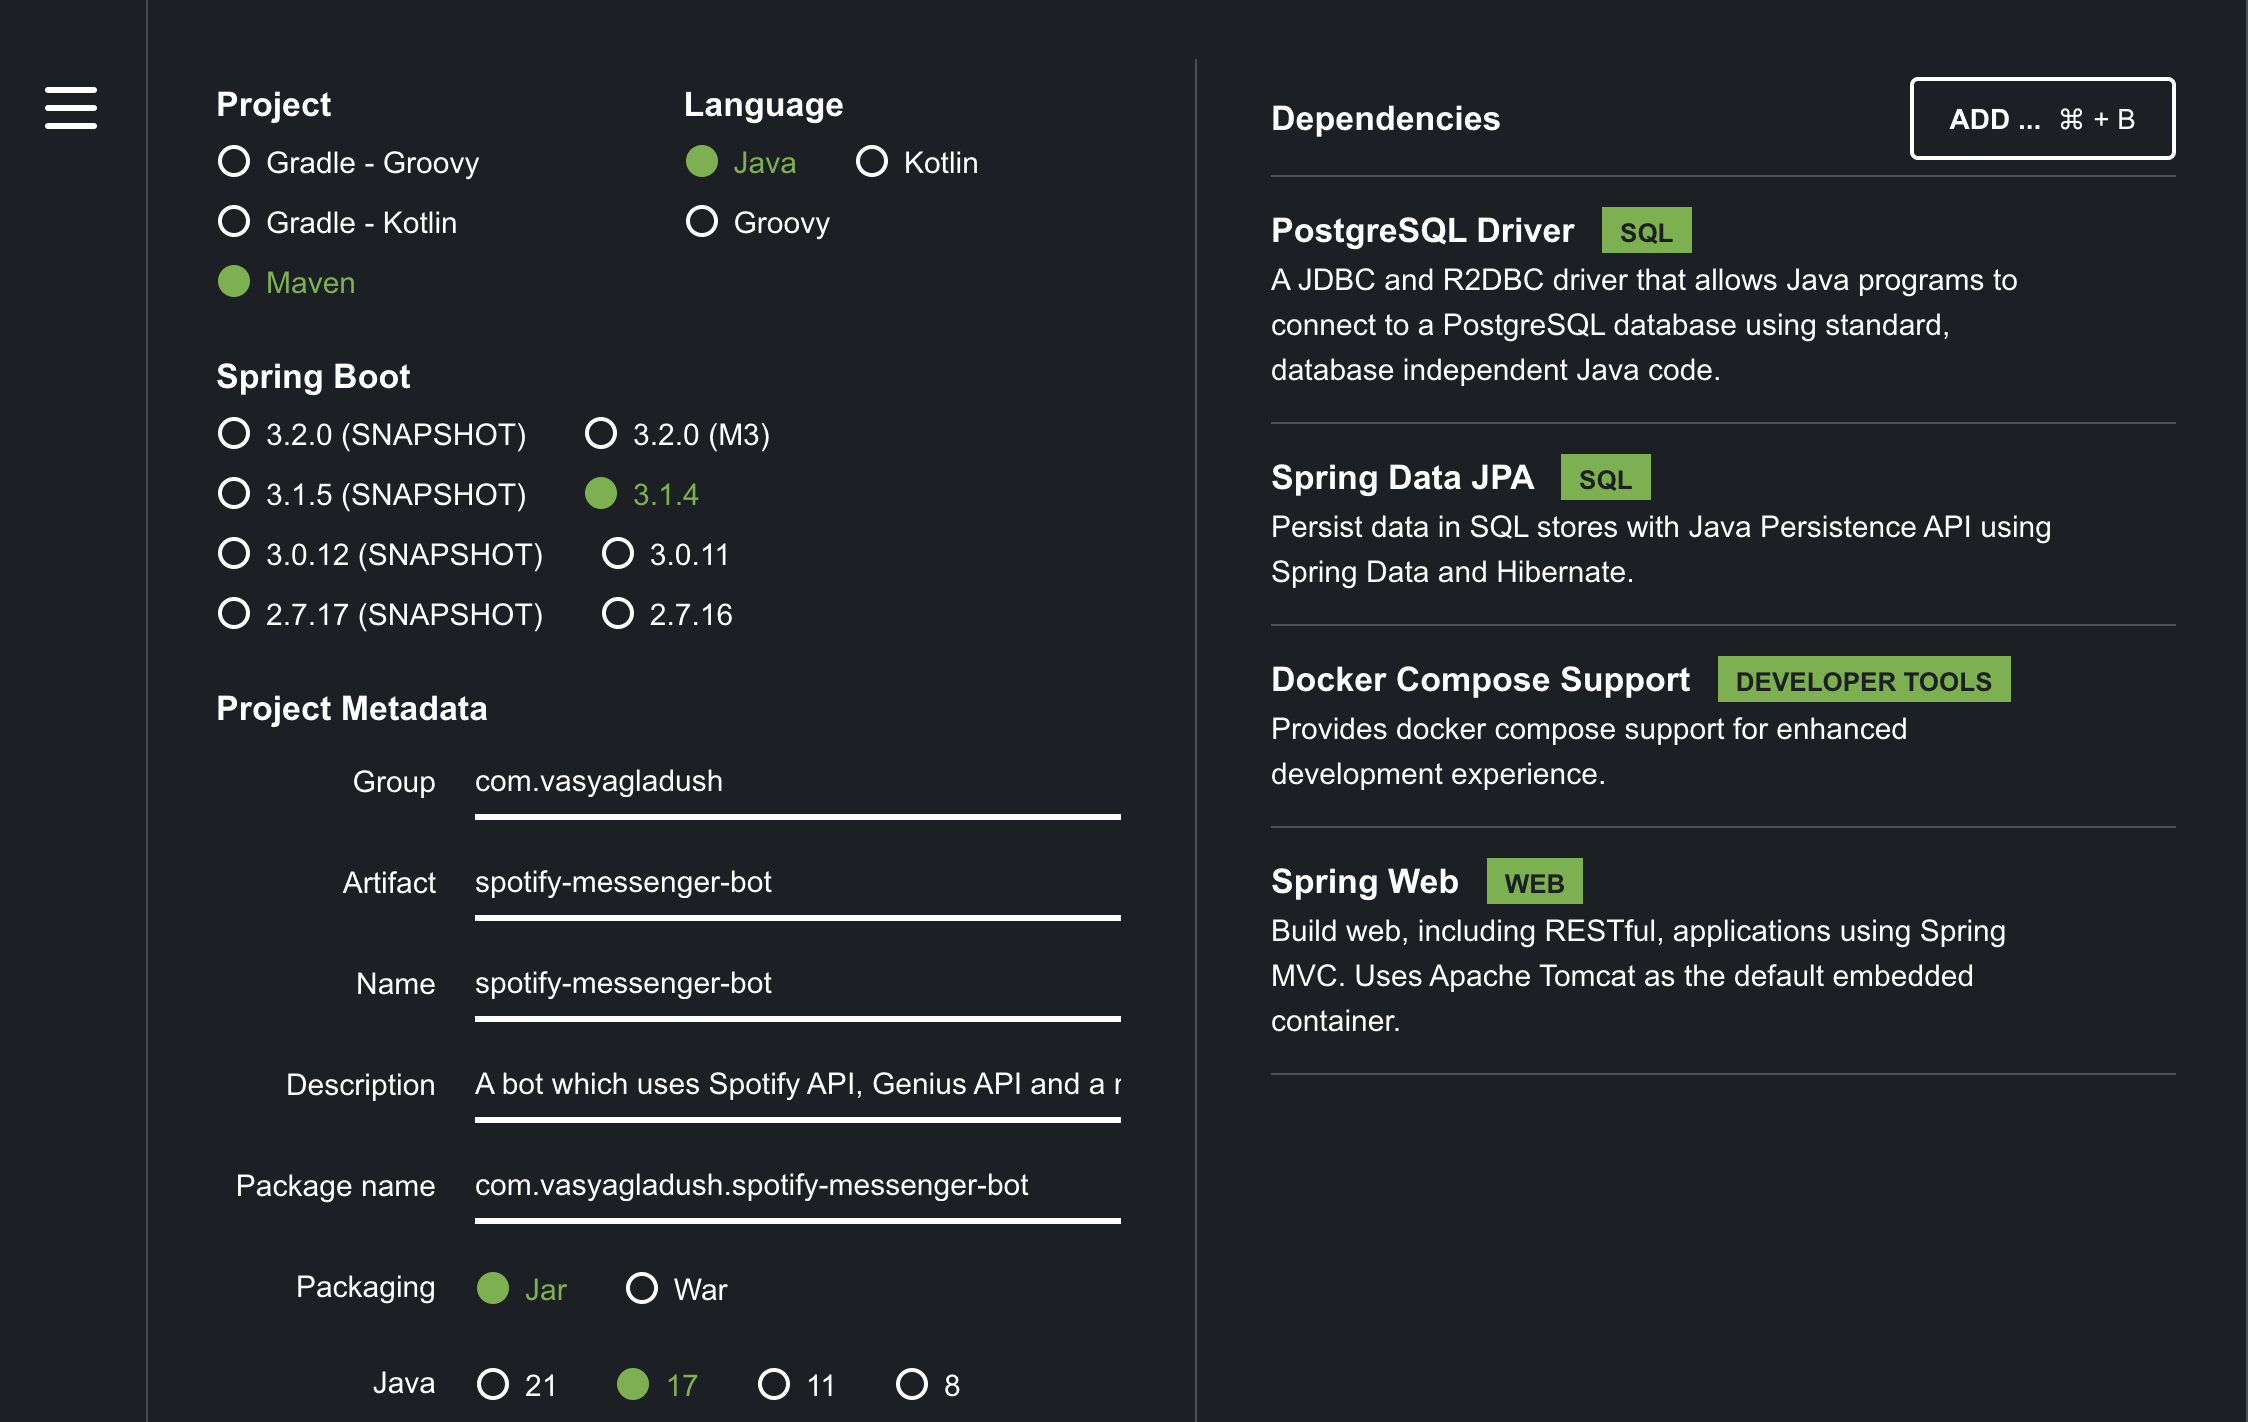 Project
Gradle - Groovy
Gradle - Kotlin
Maven
Language
Java Kotlin
Groovy
Spring Boot
3.2.0 (SNAPSHOT) 3.2.0 (M3)
3.1.5 (SNAPSHOT) 3.1.4
3.0.12 (SNAPSHOT) 3.0.11
2.7.17 (SNAPSHOT) 2.7.16
Project Metadata
Group com.vasyagladush
Artifact spotify-messenger-bot
Name spotify-messenger-bot
Description A bot which uses Spotify API, Genius API and a
Package name com.vasyagladush.spotify-messenger-bot
Packaging Jar War
Java 21 17 11 8
Dependencies ADD ... ⌘ + B
PostgreSQL Driver SQL
A JDBC and R2DBC driver that allows Java programs to
connect to a PostgreSQL database using standard,
database independent Java code.
Spring Data JPA SQL
Persist data in SQL stores with Java Persistence API using
Spring Data and Hibernate.
Docker Compose Support DEVELOPER TOOLS
Provides docker compose support for enhanced
development experience.
Spring Web WEB
Build web, including RESTful, applications using Spring
MVC. Uses Apache Tomcat as the default embedded
container.